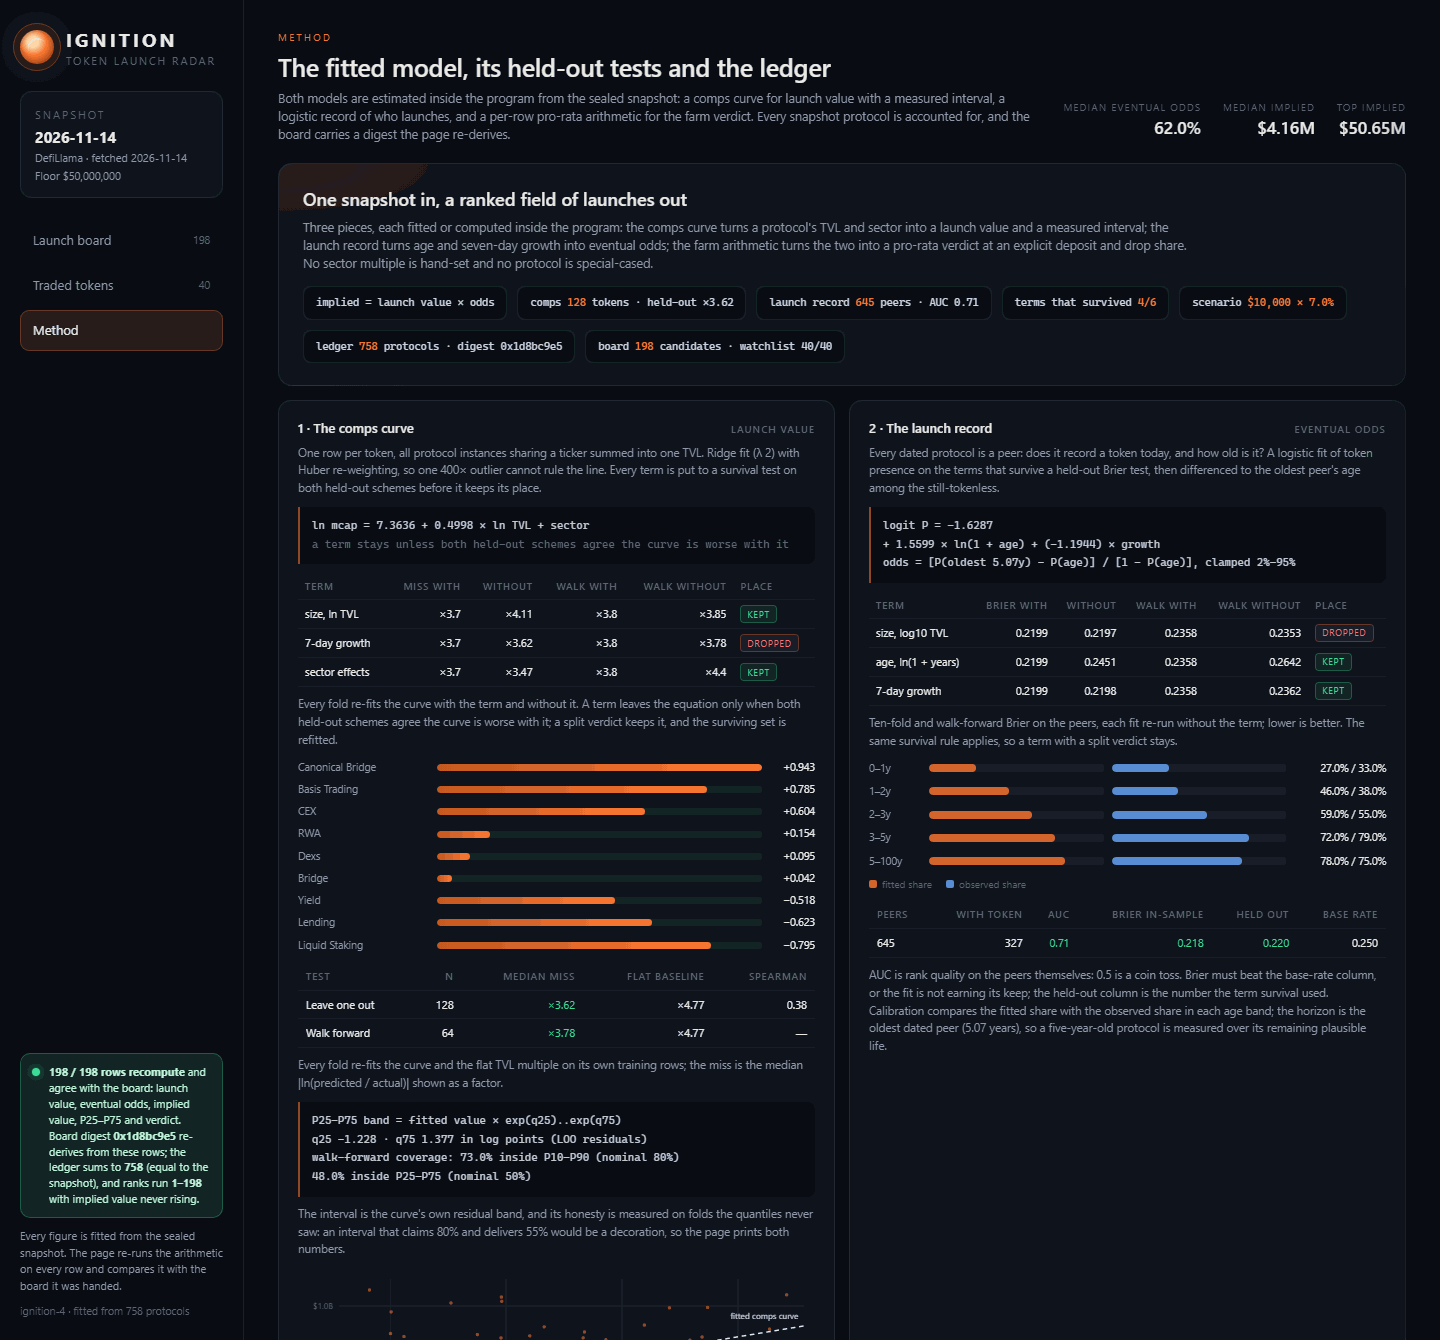 IGNITION
TOKEN LAUNCH RADAR
SNAPSHOT
2026-11-14
DefiLlama · fetched 2026-11-14
Floor $50,000,000
Launch board 198
Traded tokens 40
Method
198 / 198 rows recompute and
agree with the board: launch
value, eventual odds, implied
value, P25–P75 and verdict.
Board digest 0x1d8bc9e5 re-
derives from these rows; the
ledger sums to 758 (equal to the
snapshot), and ranks run 1–198
with implied value never rising.
Every figure is fitted from the sealed
snapshot. The page re-runs the arithmetic
on every row and compares it with the
board it was handed.
ignition-4 · fitted from 758 protocols
METHOD
The fitted model, its held-out tests and the ledger
Both models are estimated inside the program from the sealed snapshot: a comps curve for launch value with a measured interval, a
logistic record of who launches, and a per-row pro-rata arithmetic for the farm verdict. Every snapshot protocol is accounted for, and the
board carries a digest the page re-derives.
MEDIAN EVENTUAL ODDS MEDIAN IMPLIED TOP IMPLIED
62.0% $4.16M $50.65M
One snapshot in, a ranked field of launches out
Three pieces, each fitted or computed inside the program: the comps curve turns a protocol's TVL and sector into a launch value and a measured interval; the
launch record turns age and seven-day growth into eventual odds; the farm arithmetic turns the two into a pro-rata verdict at an explicit deposit and drop share.
No sector multiple is hand-set and no protocol is special-cased.
implied = launch value × odds
comps 128 tokens · held-out ×3.62
launch record 645 peers · AUC 0.71
terms that survived 4/6
scenario $10,000 × 7.0%
ledger 758 protocols · digest 0x1d8bc9e5
board 198 candidates · watchlist 40/40
1 · The comps curve LAUNCH VALUE
One row per token, all protocol instances sharing a ticker summed into one TVL. Ridge fit (λ 2) with
Huber re-weighting, so one 400× outlier cannot rule the line. Every term is put to a survival test on
both held-out schemes before it keeps its place.
ln mcap = 7.3636 + 0.4998 × ln TVL + sector
a term stays unless both held-out schemes agree the curve is worse with it
TERM MISS WITH WITHOUT WALK WITH WALK WITHOUT PLACE
size, ln TVL ×3.7 ×4.11 ×3.8 ×3.85 KEPT
7-day growth ×3.7 ×3.62 ×3.8 ×3.78 DROPPED
sector effects ×3.7 ×3.47 ×3.8 ×4.4 KEPT
Every fold re-fits the curve with the term and without it. A term leaves the equation only when both
held-out schemes agree the curve is worse with it; a split verdict keeps it, and the surviving set is
refitted.
Canonical Bridge +0.943
Basis Trading +0.785
CEX +0.604
RWA +0.154
Dexs +0.095
Bridge +0.042
Yield −0.518
Lending −0.623
Liquid Staking −0.795
TEST N MEDIAN MISS FLAT BASELINE SPEARMAN
Leave one out 128 ×3.62 ×4.77 0.38
Walk forward 64 ×3.78 ×4.77 —
Every fold re-fits the curve and the flat TVL multiple on its own training rows; the miss is the median
|ln(predicted / actual)| shown as a factor.
P25–P75 band = fitted value × exp(q25)..exp(q75)
q25 −1.228 · q75 1.377 in log points (LOO residuals)
walk-forward coverage: 73.0% inside P10–P90 (nominal 80%)
48.0% inside P25–P75 (nominal 50%)
The interval is the curve's own residual band, and its honesty is measured on folds the quantiles never
saw: an interval that claims 80% and delivers 55% would be a decoration, so the page prints both
numbers.
$1.0B
fitted comps curve
2 · The launch record EVENTUAL ODDS
Every dated protocol is a peer: does it record a token today, and how old is it? A logistic fit of token
presence on the terms that survive a held-out Brier test, then differenced to the oldest peer's age
among the still-tokenless.
logit P = −1.6287
+ 1.5599 × ln(1 + age) + (−1.1944) × growth
odds = [P(oldest 5.07y) − P(age)] / [1 − P(age)], clamped 2%–95%
TERM BRIER WITH WITHOUT WALK WITH WALK WITHOUT PLACE
size, log10 TVL 0.2199 0.2197 0.2358 0.2353 DROPPED
age, ln(1 + years) 0.2199 0.2451 0.2358 0.2642 KEPT
7-day growth 0.2199 0.2198 0.2358 0.2362 KEPT
Ten-fold and walk-forward Brier on the peers, each fit re-run without the term; lower is better. The
same survival rule applies, so a term with a split verdict stays.
0–1y 27.0% / 33.0%
1–2y 46.0% / 38.0%
2–3y 59.0% / 55.0%
3–5y 72.0% / 79.0%
5–100y 78.0% / 75.0%
fitted share observed share
PEERS WITH TOKEN AUC BRIER IN-SAMPLE HELD OUT BASE RATE
645 327 0.71 0.218 0.220 0.250
AUC is rank quality on the peers themselves: 0.5 is a coin toss. Brier must beat the base-rate column,
or the fit is not earning its keep; the held-out column is the number the term survival used.
Calibration compares the fitted share with the observed share in each age band; the horizon is the
oldest dated peer (5.07 years), so a five-year-old protocol is measured over its remaining plausible
life.